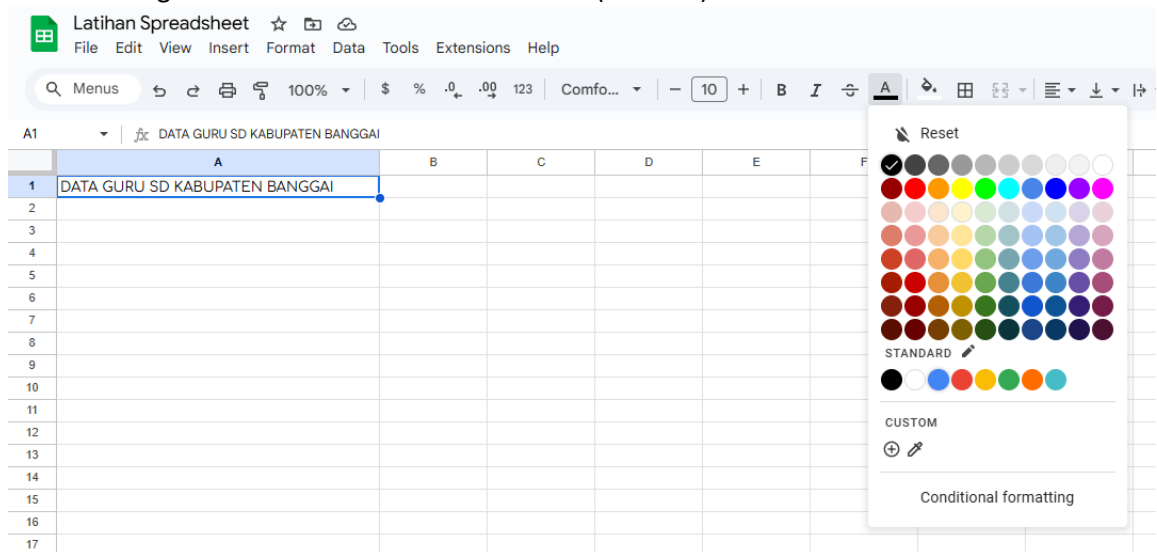 Latihan Spreadsheet
File Edit View Insert Format Data Tools Extensions Help
Menus 100% $ % .0 .00 123 Comfo... − 10 + B I A
A1 fx DATA GURU SD KABUPATEN BANGGAI
Reset
A B C D E F
1 DATA GURU SD KABUPATEN BANGGAI
2
3
4
5
6
7
8
9
STANDARD
10
11
12
CUSTOM
13
14
15
Conditional formatting
16
17